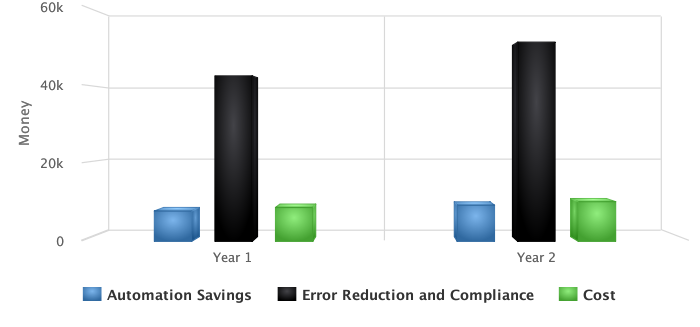 60k
40k
20k
0
Money
Year 1
Year 2
Automation Savings
Error Reduction and Compliance
Cost